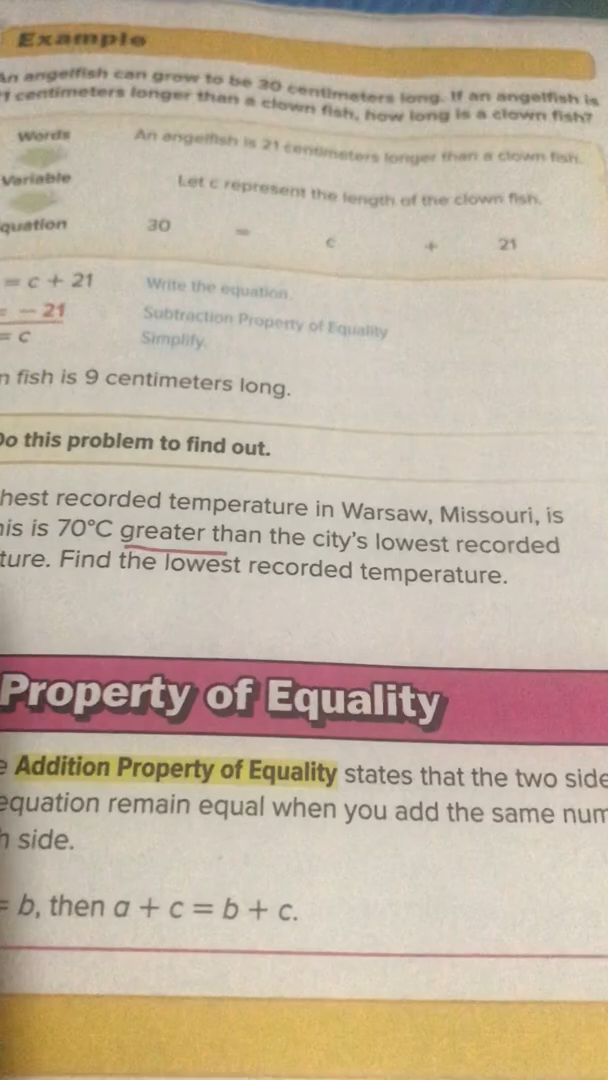 Example
An angelfish can grow to be 30 centimeters long. If an angelfish is
centimeters longer than a clown fish, how long is a clown fish?
Words An angelfish is 21 centimeters longer than a clown fish.
Variable Let c represent the length of the clown fish.
quation 30 = c + 21
= c + 21 Write the equation.
= - 21 Subtraction Property of Equality
= c Simplify.
n fish is 9 centimeters long.
Do this problem to find out.
hest recorded temperature in Warsaw, Missouri, is
his is 70°C greater than the city's lowest recorded
ture. Find the lowest recorded temperature.
Property of Equality
e Addition Property of Equality states that the two side
equation remain equal when you add the same num
h side.
= b, then a + c = b + c.